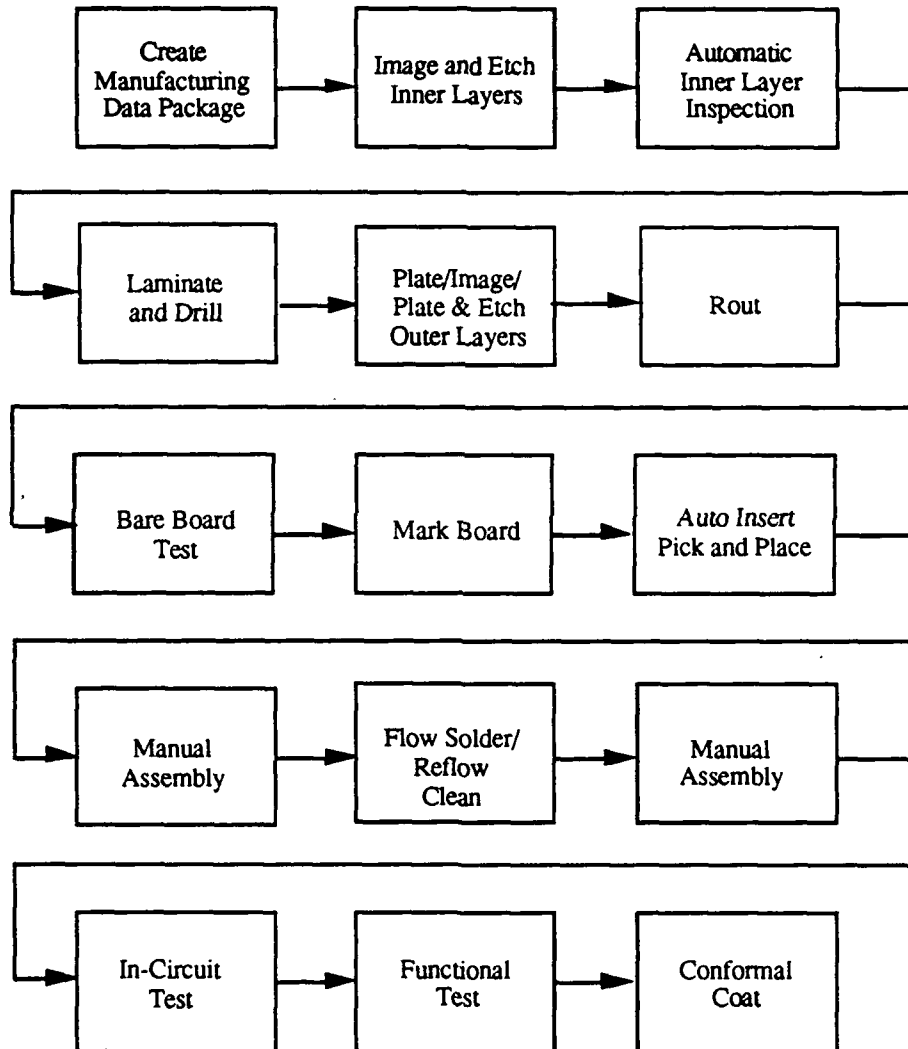 Create
Manufacturing
Data Package
Image and Etch
Inner Layers
Automatic
Inner Layer
Inspection
Laminate
and Drill
Plate/Image/
Plate & Etch
Outer Layers
Rout
Bare Board
Test
Mark Board
Auto Insert
Pick and Place
Manual
Assembly
Flow Solder/
Reflow
Clean
Manual
Assembly
In-Circuit
Test
Functional
Test
Conformal
Coat